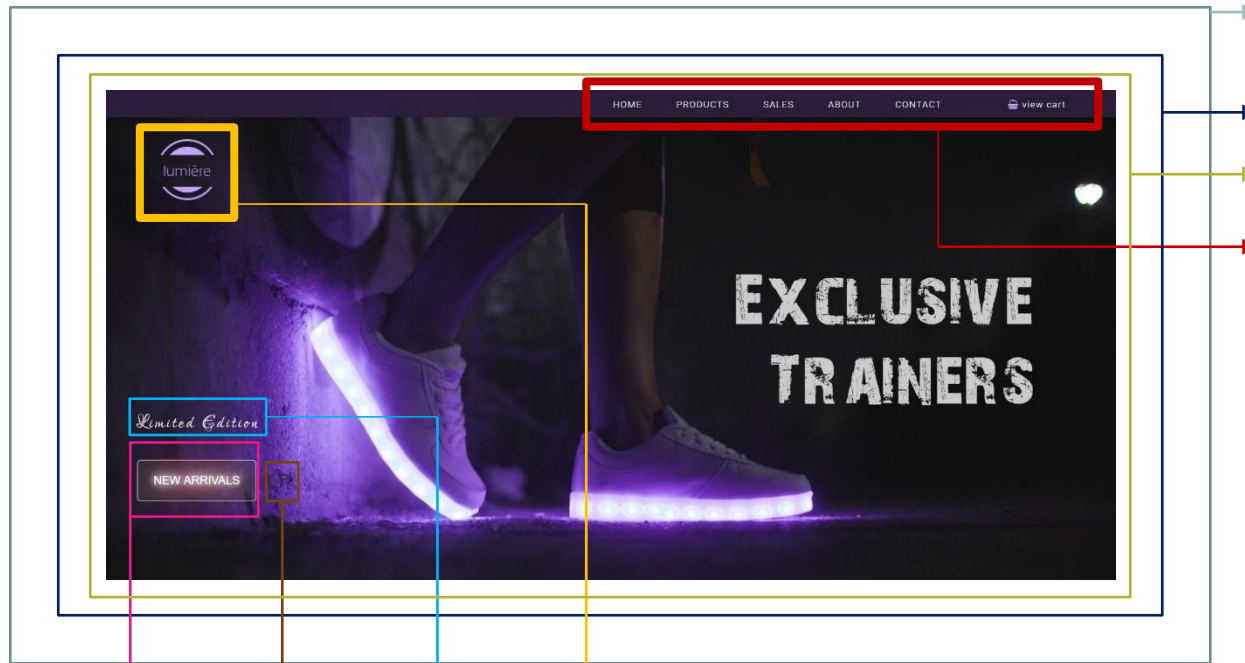 HOME PRODUCTS SALES ABOUT CONTACT view cart
lumière
EXCLUSIVE
TRAINERS
Limited Edition
NEW ARRIVALS